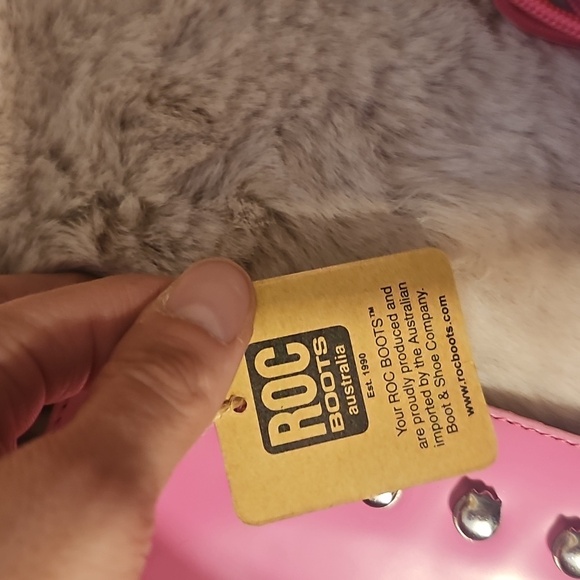 ROC
BOOTS
australia
Est. 1990
Your ROC BOOTS™
are proudly produced and
imported by the Australian
Boot & Shoe Company.
www.rocboots.com